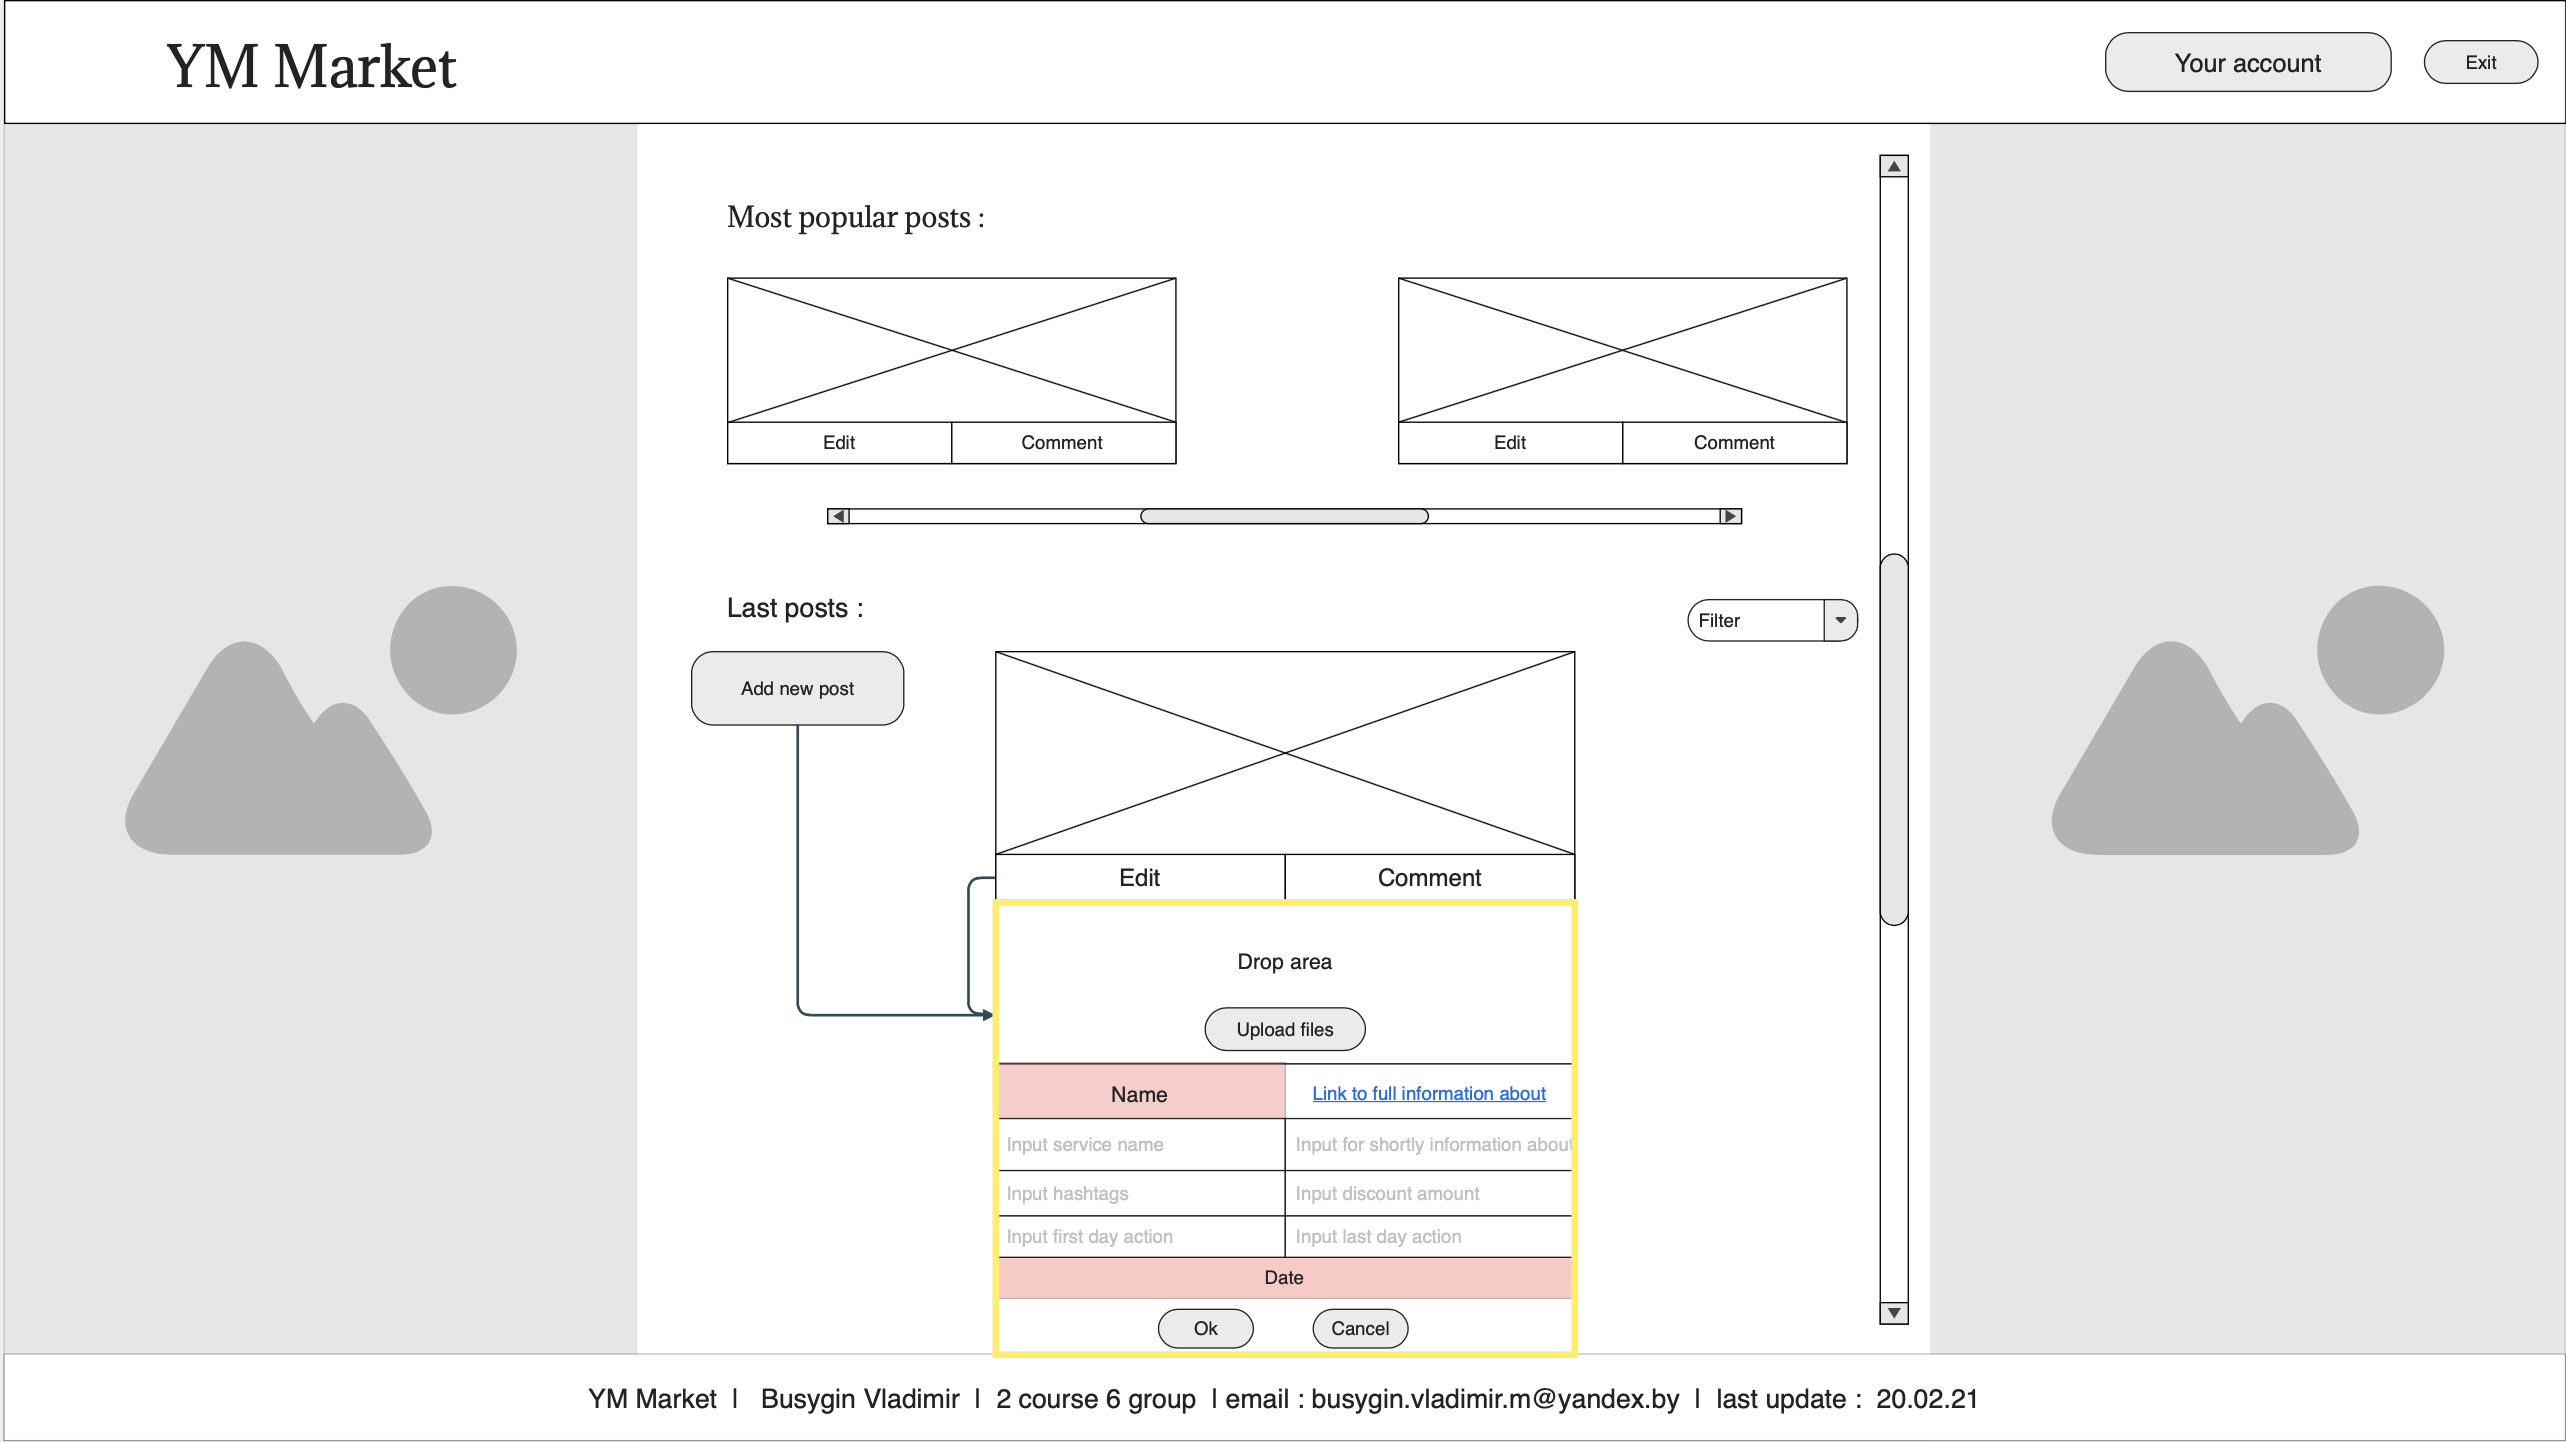 YM Market
Your account
Exit
Most popular posts :
Edit
Comment
Edit
Comment
Last posts :
Filter
Add new post
Edit
Comment
Drop area
Upload files
Name
Link to full information about
Input service name
Input for shortly information about
Input hashtags
Input discount amount
Input first day action
Input last day action
Date
Ok
Cancel
YM Market | Busygin Vladimir | 2 course 6 group | email : busygin.vladimir.m@yandex.by | last update : 20.02.21